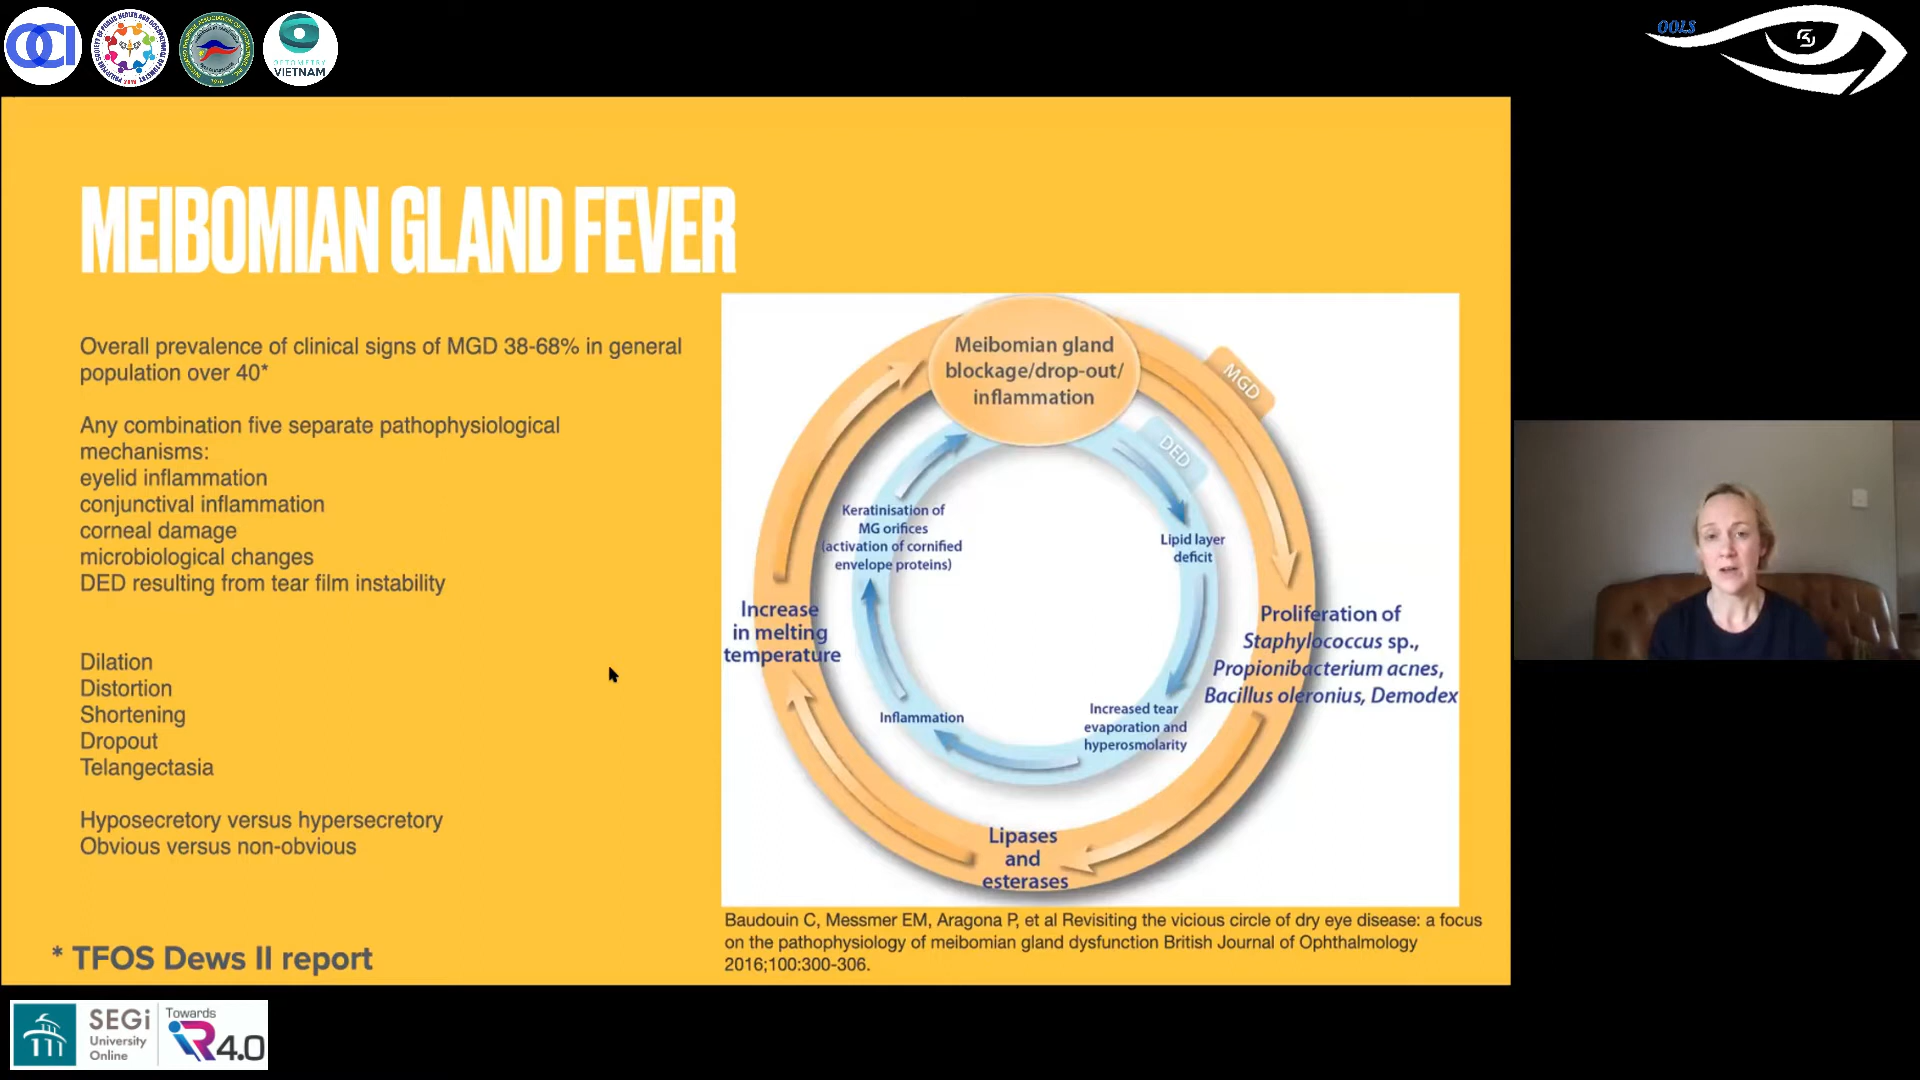 OCI
OPTOMETRY
VIETNAM
OOLS
MEIBOMIAN GLAND FEVER
Overall prevalence of clinical signs of MGD 38-68% in general
population over 40*
Any combination five separate pathophysiological
mechanisms:
eyelid inflammation
conjunctival inflammation
corneal damage
microbiological changes
DED resulting from tear film instability
Dilation
Distortion
Shortening
Dropout
Telangectasia
Hyposecretory versus hypersecretory
Obvious versus non-obvious
* TFOS Dews II report
Meibomian gland
blockage/drop-out/
inflammation
MGD
DED
Lipid layer
deficit
Proliferation of
Staphylococcus sp.,
Propionibacterium acnes,
Bacillus oleronius, Demodex
Increased tear
evaporation and
hyperosmolarity
Lipases
and
esterases
Inflammation
Increase
in melting
temperature
Keratinisation of
MG orifices
(activation of cornified
envelope proteins)
Baudouin C, Messmer EM, Aragona P, et al Revisiting the vicious circle of dry eye disease: a focus
on the pathophysiology of meibomian gland dysfunction British Journal of Ophthalmology
2016;100:300-306.
SEGi
University
Online
Towards
iR4.0